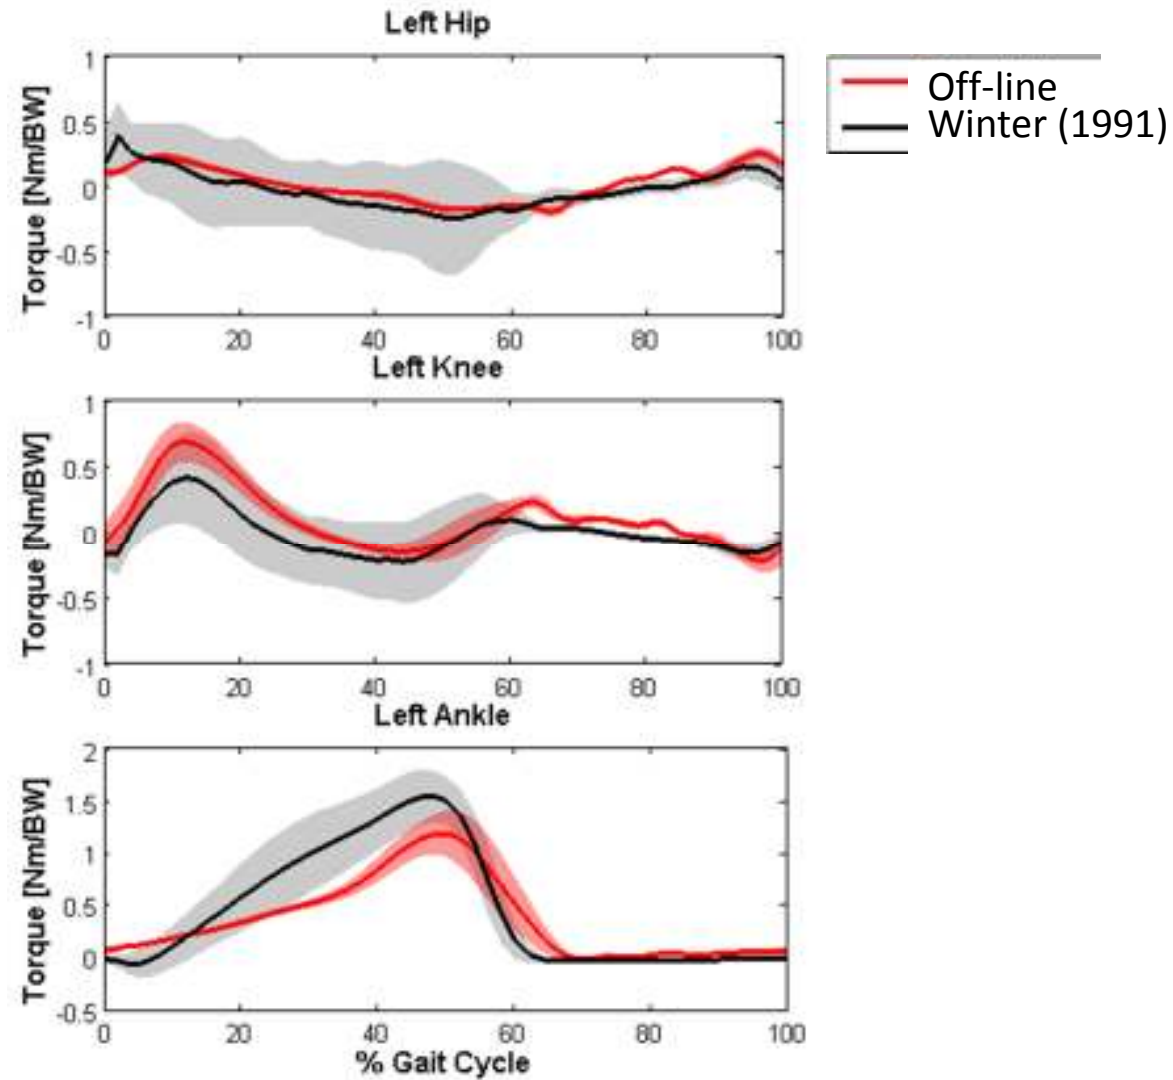 Left Hip
1
0.5
0
-0.5
-1
Torque [Nm/BW]
0 20 40 60 80 100
Off-line
Winter (1991)
Left Knee
1
0.5
0
-0.5
-1
Torque [Nm/BW]
0 20 40 60 80 100
Left Ankle
2
1.5
1
0.5
0
-0.5
Torque [Nm/BW]
0 20 40 60 80 100
% Gait Cycle